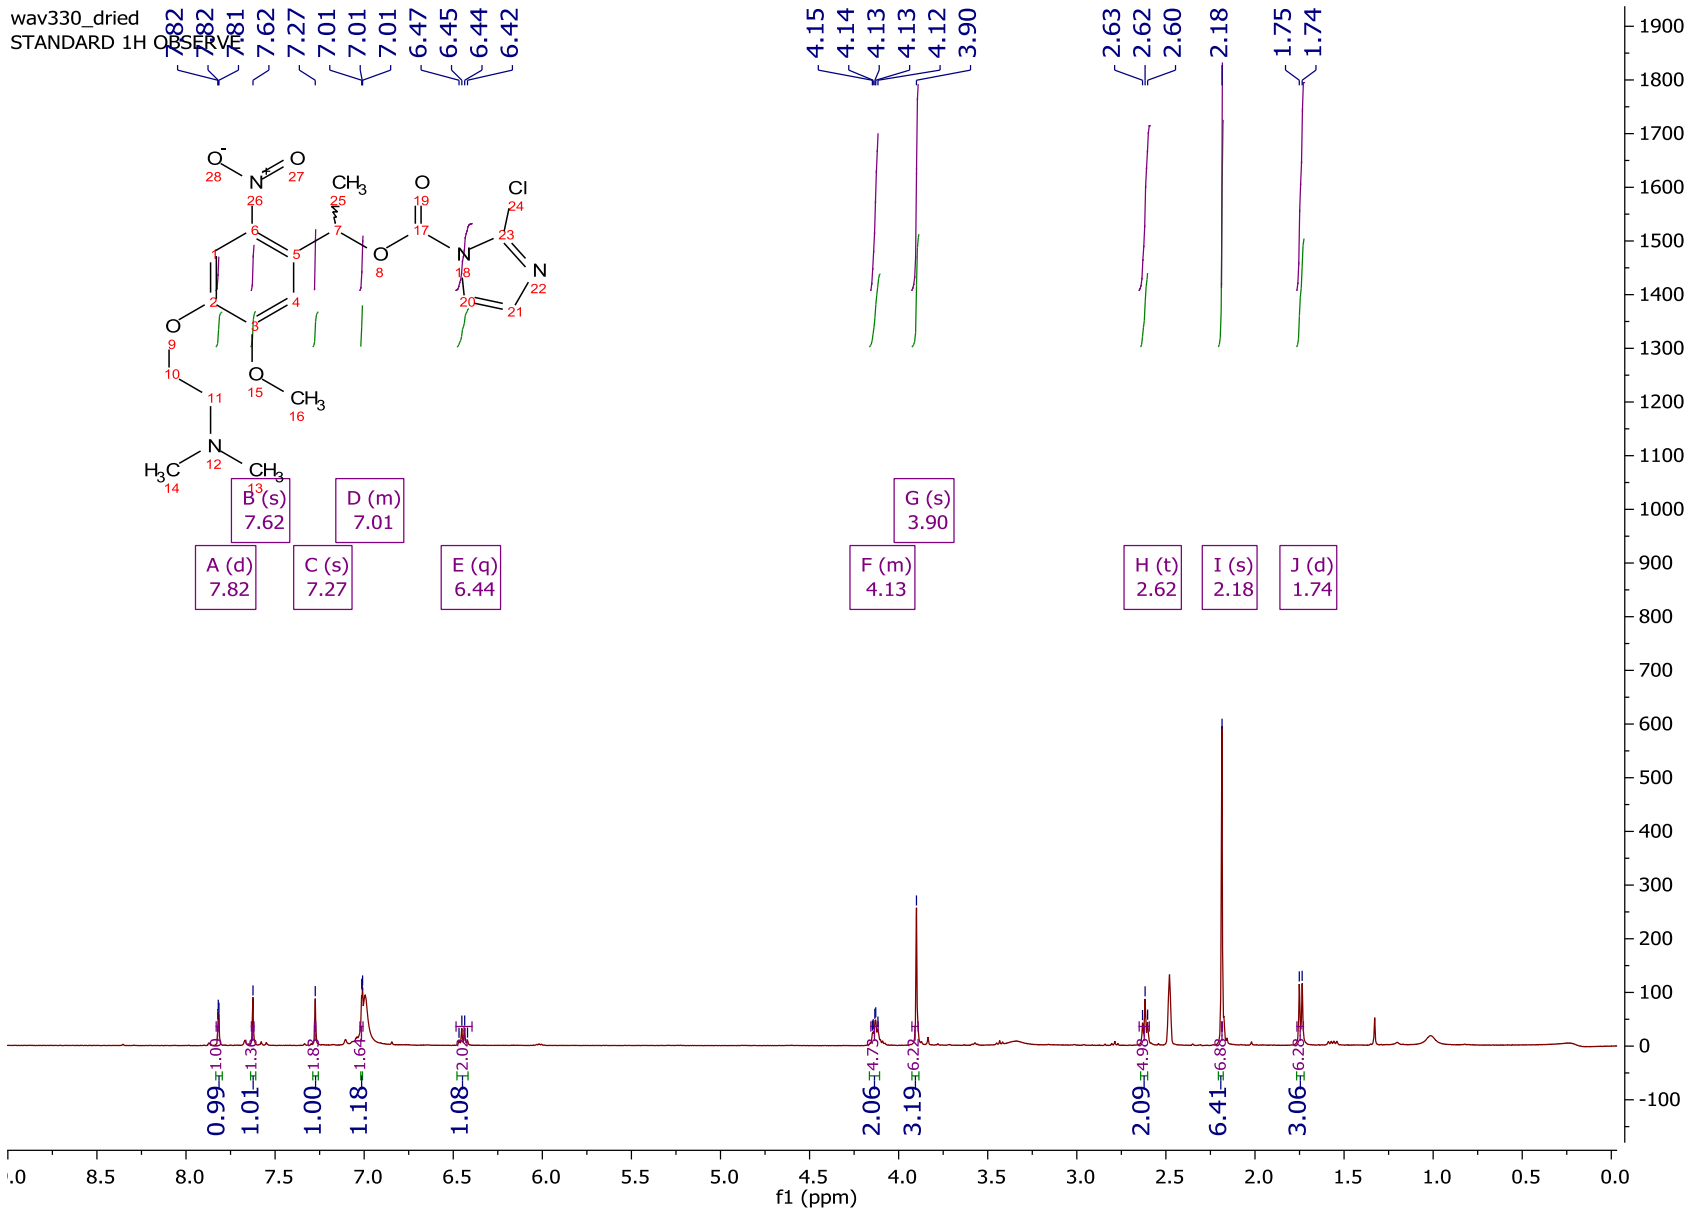 wav330_dried
STANDARD 1H OBSERVE
7.82 7.82 7.81 7.62 7.27 7.01 7.01 7.01 6.47 6.45 6.44 6.42 4.15 4.14 4.13 4.13 4.12 3.90 2.63 2.62 2.60 2.18 1.75 1.74
O- 28
N+ 26
O 27
CH3 25
O 19
Cl 24
6
1
5
7
17
23
O 8
N 18
N 22
2
4
20
21
O 9
3
10
O 15
CH3 16
11
N 12
H3C 14
CH3 13
B (s) 7.62
D (m) 7.01
G (s) 3.90
A (d) 7.82
C (s) 7.27
E (q) 6.44
F (m) 4.13
H (t) 2.62
I (s) 2.18
J (d) 1.74
1.00 1.36 1.83 1.64 2.07 4.73 6.22 4.98 6.88 6.28
0.99 1.01 1.00 1.18 1.08 2.06 3.19 2.09 6.41 3.06
.0 8.5 8.0 7.5 7.0 6.5 6.0 5.5 5.0 4.5 4.0 3.5 3.0 2.5 2.0 1.5 1.0 0.5 0.0
f1 (ppm)
1900
1800
1700
1600
1500
1400
1300
1200
1100
1000
900
800
700
600
500
400
300
200
100
0
-100